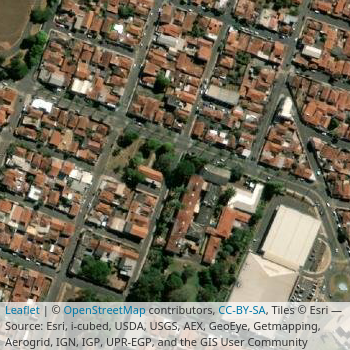 Leaflet | © OpenStreetMap contributors, CC-BY-SA, Tiles © Esri —
Source: Esri, i-cubed, USDA, USGS, AEX, GeoEye, Getmapping,
Aerogrid, IGN, IGP, UPR-EGP, and the GIS User Community